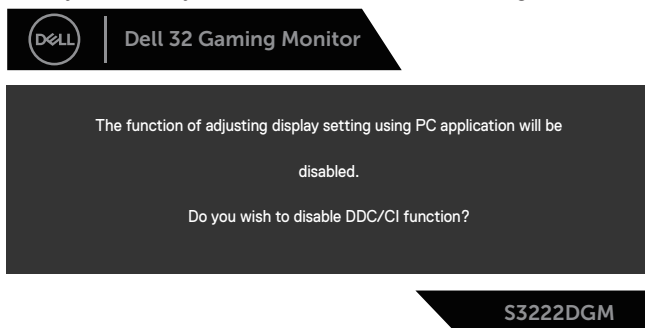 DELL
Dell 32 Gaming Monitor
The function of adjusting display setting using PC application will be
disabled.
Do you wish to disable DDC/CI function?
S3222DGM